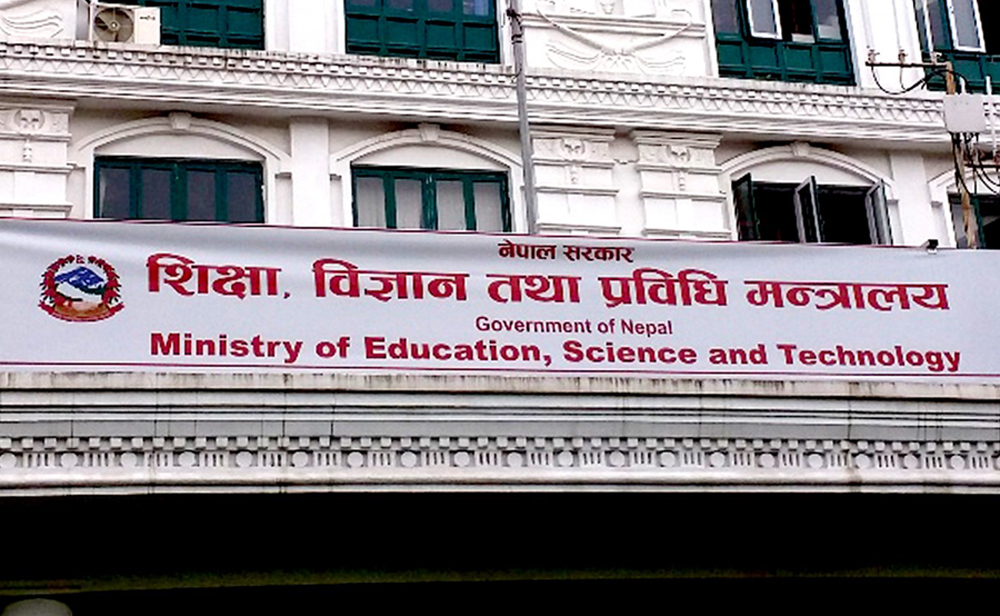 नेपाल सरकार
शिक्षा, विज्ञान तथा प्रविधि मन्त्रालय
Government of Nepal
Ministry of Education, Science and Technology